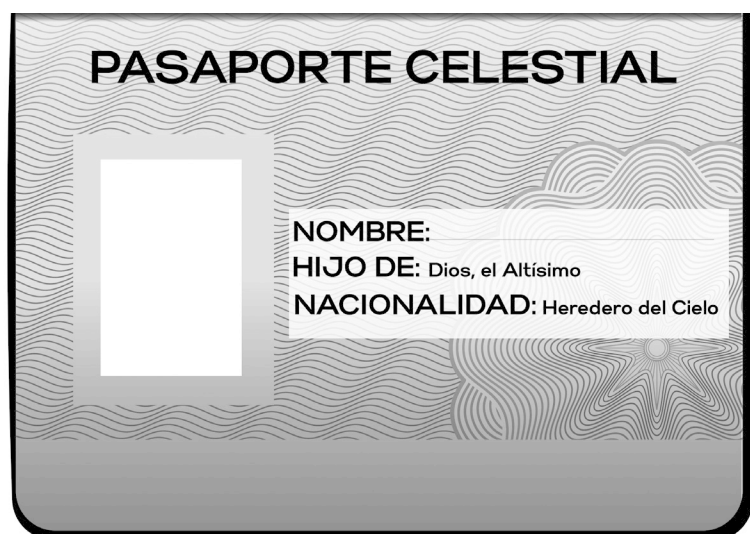 PASAPORTE CELESTIAL
NOMBRE:
HIJO DE: Dios, el Altísimo
NACIONALIDAD: Heredero del Cielo